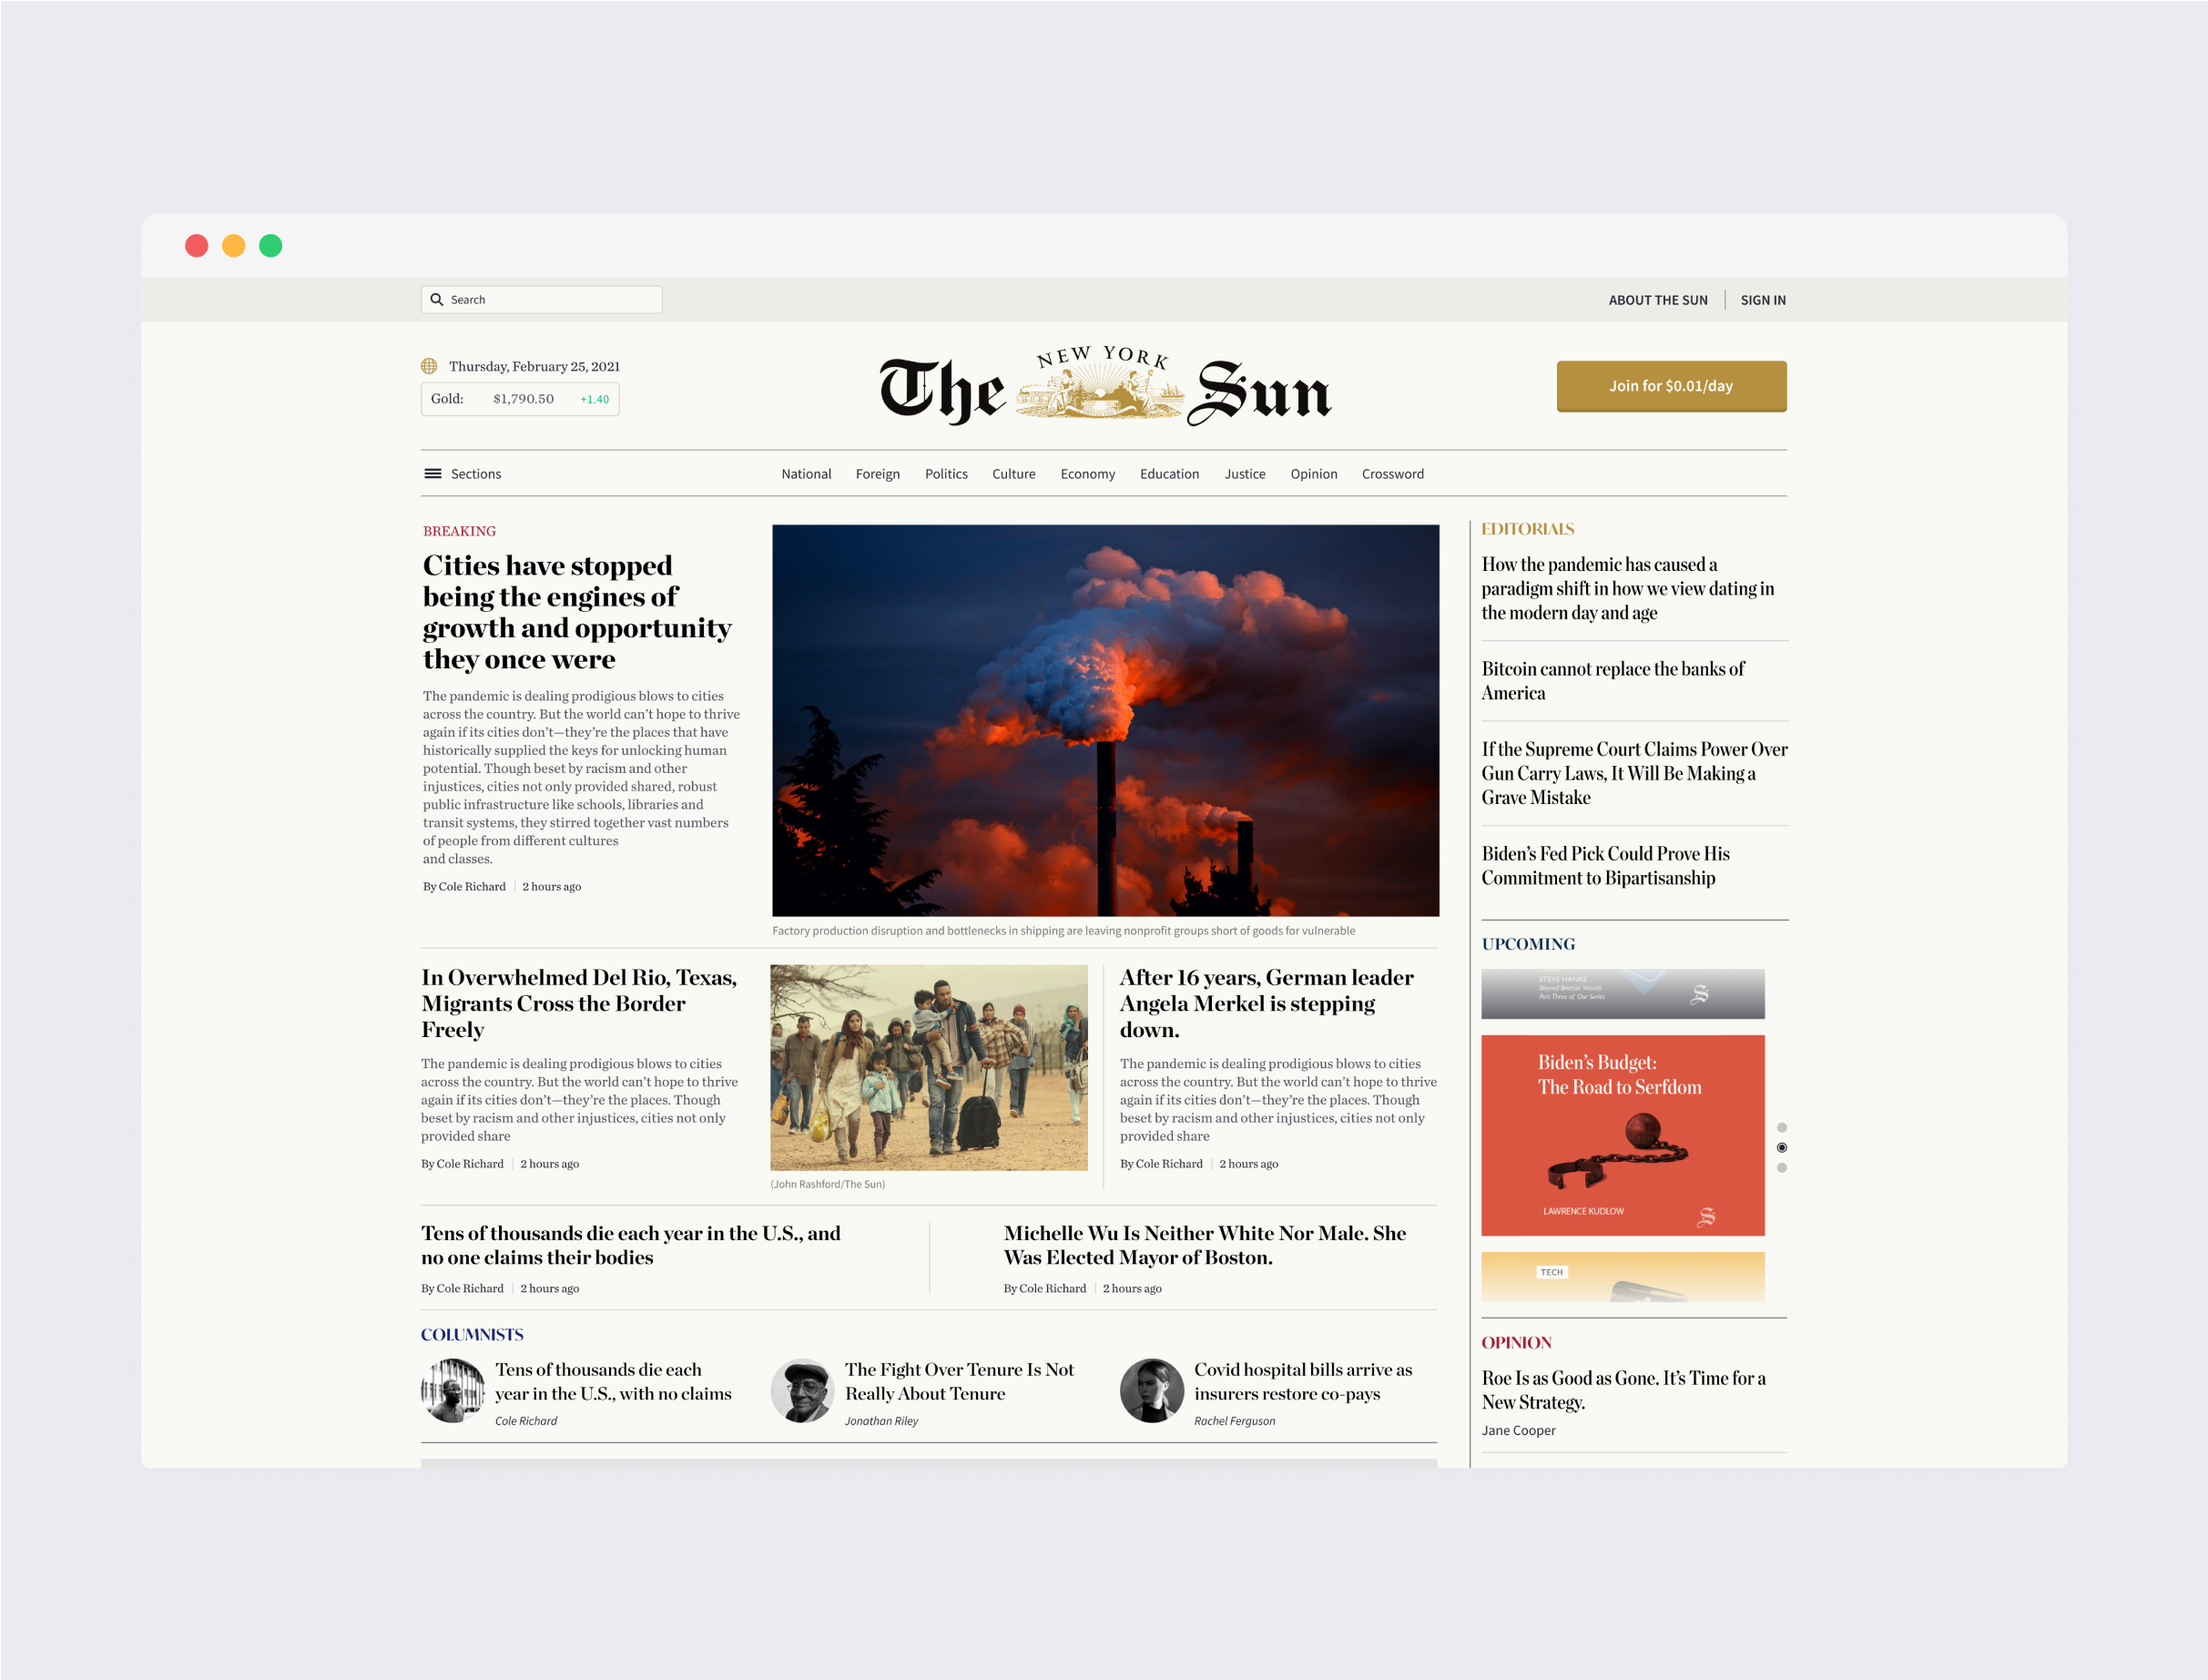 Search
ABOUT THE SUN
SIGN IN
Thursday, February 25, 2021
Gold: $1,790.50 +1.40
The NEW YORK Sun
Join for $0.01/day
Sections
National Foreign Politics Culture Economy Education Justice Opinion Crossword
BREAKING
Cities have stopped
being the engines of
growth and opportunity
they once were
The pandemic is dealing prodigious blows to cities
across the country. But the world can’t hope to thrive
again if its cities don’t—they’re the places that have
historically supplied the keys for unlocking human
potential. Though beset by racism and other
injustices, cities not only provided shared, robust
public infrastructure like schools, libraries and
transit systems, they stirred together vast numbers
of people from different cultures
and classes.
By Cole Richard 2 hours ago
Factory production disruption and bottlenecks in shipping are leaving nonprofit groups short of goods for vulnerable
In Overwhelmed Del Rio, Texas,
Migrants Cross the Border
Freely
The pandemic is dealing prodigious blows to cities
across the country. But the world can’t hope to thrive
again if its cities don’t—they’re the places. Though
beset by racism and other injustices, cities not only
provided share
By Cole Richard 2 hours ago
(John Rashford/The Sun)
After 16 years, German leader
Angela Merkel is stepping
down.
The pandemic is dealing prodigious blows to cities
across the country. But the world can’t hope to thrive
again if its cities don’t—they’re the places. Though
beset by racism and other injustices, cities not only
provided share
By Cole Richard 2 hours ago
Tens of thousands die each year in the U.S., and
no one claims their bodies
By Cole Richard 2 hours ago
Michelle Wu Is Neither White Nor Male. She
Was Elected Mayor of Boston.
By Cole Richard 2 hours ago
COLUMNISTS
Tens of thousands die each
year in the U.S., with no claims
Cole Richard
The Fight Over Tenure Is Not
Really About Tenure
Jonathan Riley
Covid hospital bills arrive as
insurers restore co-pays
Rachel Ferguson
EDITORIALS
How the pandemic has caused a
paradigm shift in how we view dating in
the modern day and age
Bitcoin cannot replace the banks of
America
If the Supreme Court Claims Power Over
Gun Carry Laws, It Will Be Making a
Grave Mistake
Biden’s Fed Pick Could Prove His
Commitment to Bipartisanship
UPCOMING
STEVE HANKE
Beyond Bretton Woods
Part Three of Our Series
S
Biden’s Budget:
The Road to Serfdom
LAWRENCE KUDLOW
S
TECH
OPINION
Roe Is as Good as Gone. It’s Time for a
New Strategy.
Jane Cooper